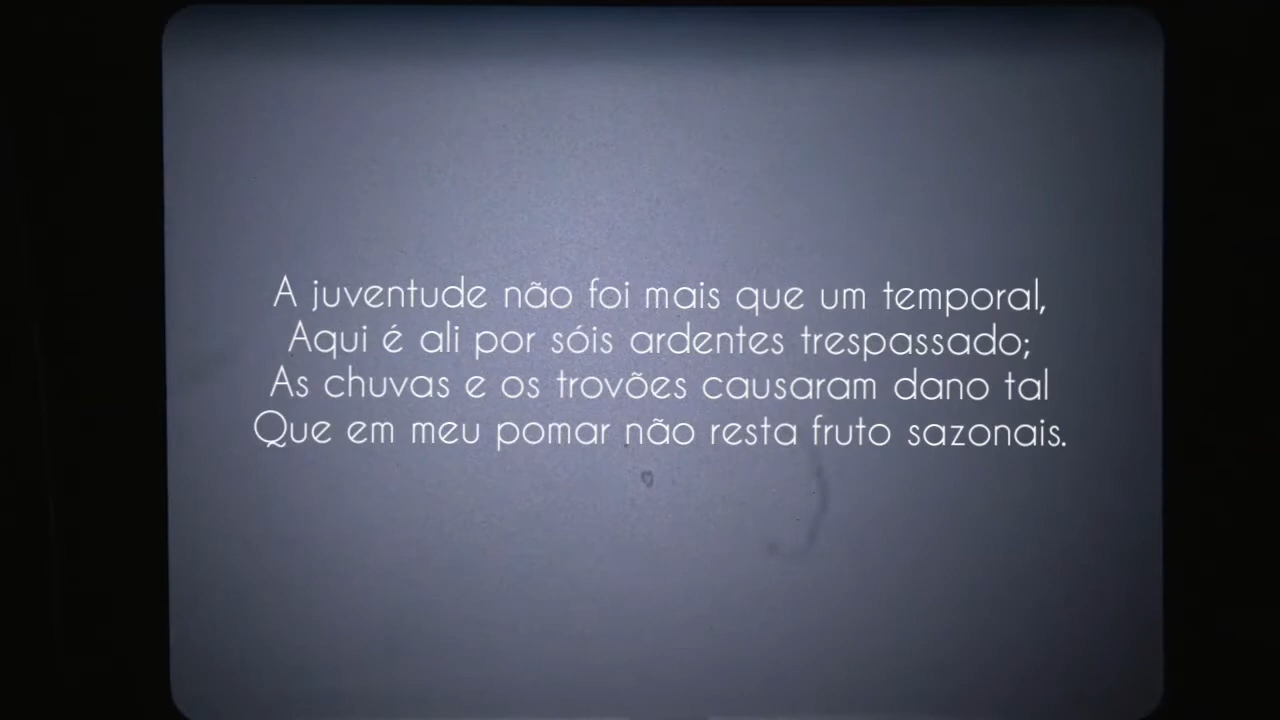 A juventude não foi mais que um temporal,
Aqui é ali por sóis ardentes trespassado;
As chuvas e os trovões causaram dano tal
Que em meu pomar não resta fruto sazonais.